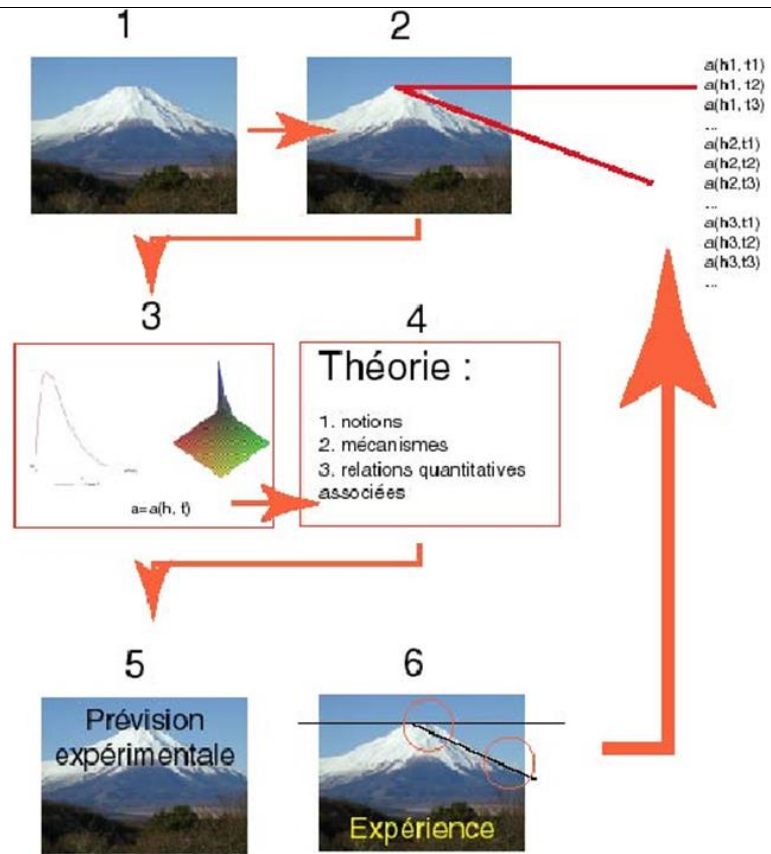 1
2
a(h1, t1)
a(h1, t2)
a(h1, t3)
...
a(h2,t1)
a(h2,t2)
a(h2,t3)
...
a(h3,t1)
a(h3,t2)
a(h3,t3)
...
3
a=a(h, t)
4
Théorie :
1. notions
2. mécanismes
3. relations quantitatives
associées
5
Prévision
expérimentale
6
Expérience